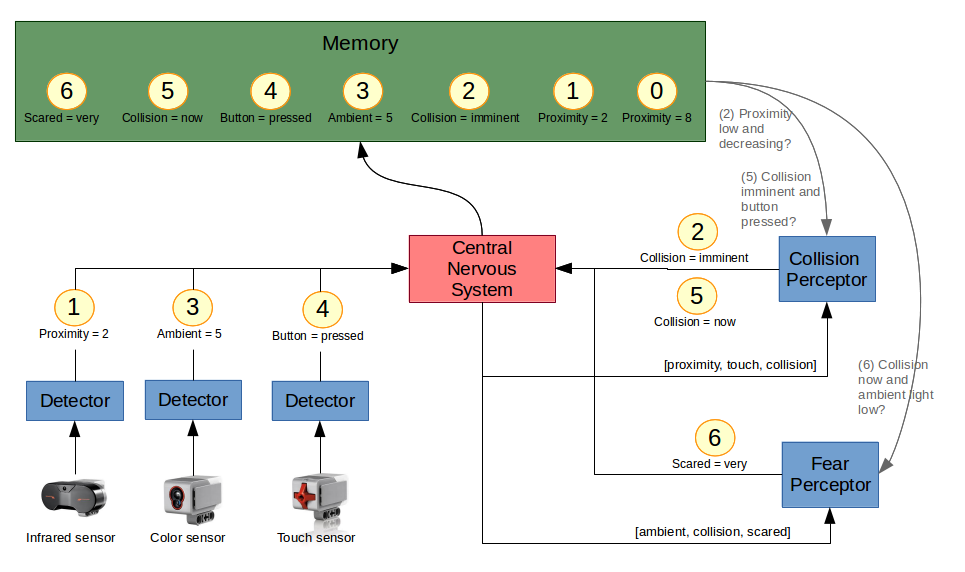 Memory
6 5 4 3 2 1 0
Scared = very Collision = now Button = pressed Ambient = 5 Collision = imminent Proximity = 2 Proximity = 8
(2) Proximity
low and
decreasing?
(5) Collision
imminent and
button
pressed?
Central
Nervous
System
2
Collision = imminent
5
Collision = now
Collision
Perceptor
1
Proximity = 2
3
Ambient = 5
4
Button = pressed
[proximity, touch, collision]
(6) Collision
now and
ambient light
low?
Detector Detector Detector
6
Scared = very
Fear
Perceptor
[ambient, collision, scared]
Infrared sensor Color sensor Touch sensor